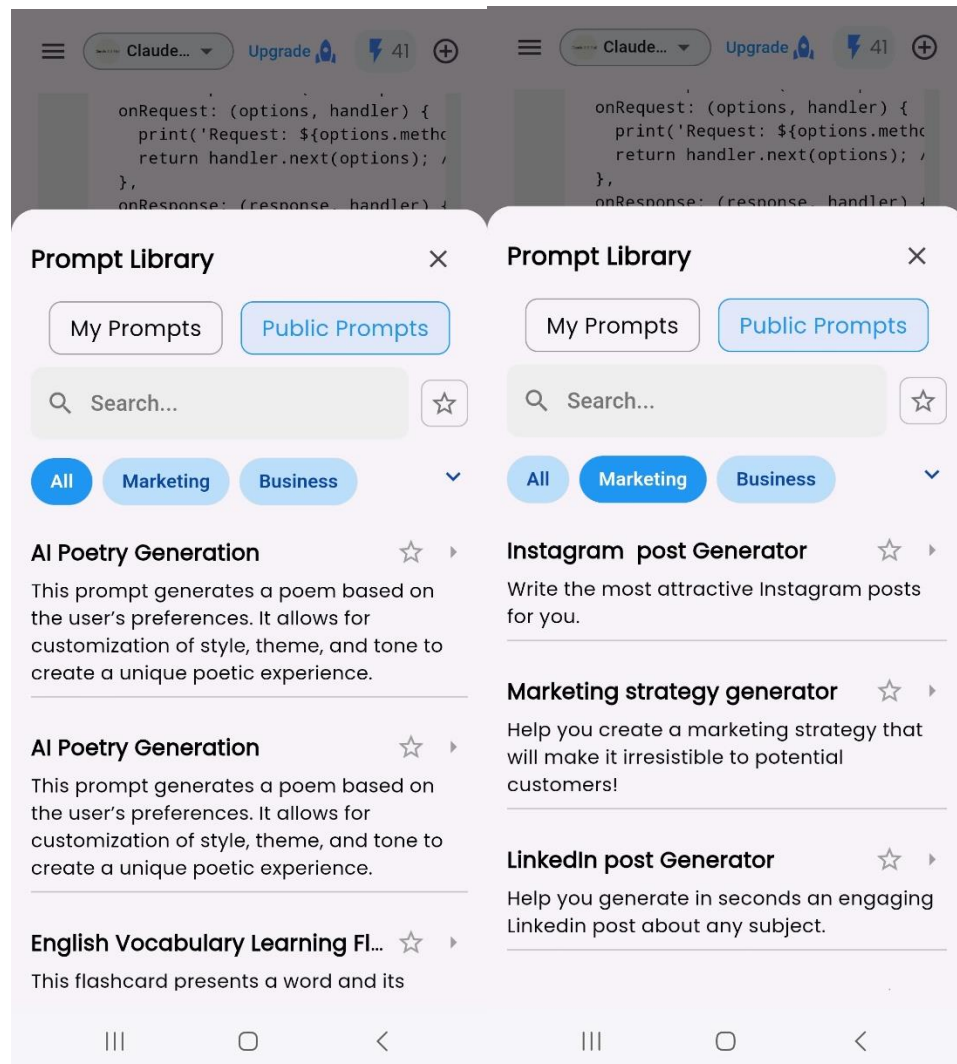 Claude...
Upgrade
41
onRequest: (options, handler) {
print('Request: ${options.metho
return handler.next(options); /
},
onResponse: (response, handler) {
Prompt Library
My Prompts
Public Prompts
Search...
All
Marketing
Business
AI Poetry Generation
This prompt generates a poem based on
the user’s preferences. It allows for
customization of style, theme, and tone to
create a unique poetic experience.
AI Poetry Generation
This prompt generates a poem based on
the user’s preferences. It allows for
customization of style, theme, and tone to
create a unique poetic experience.
English Vocabulary Learning Fl...
This flashcard presents a word and its
Claude...
Upgrade
41
onRequest: (options, handler) {
print('Request: ${options.metho
return handler.next(options); /
},
onResponse: (response, handler) {
Prompt Library
My Prompts
Public Prompts
Search...
All
Marketing
Business
Instagram  post Generator
Write the most attractive Instagram posts
for you.
Marketing strategy generator
Help you create a marketing strategy that
will make it irresistible to potential
customers!
LinkedIn post Generator
Help you generate in seconds an engaging
Linkedin post about any subject.